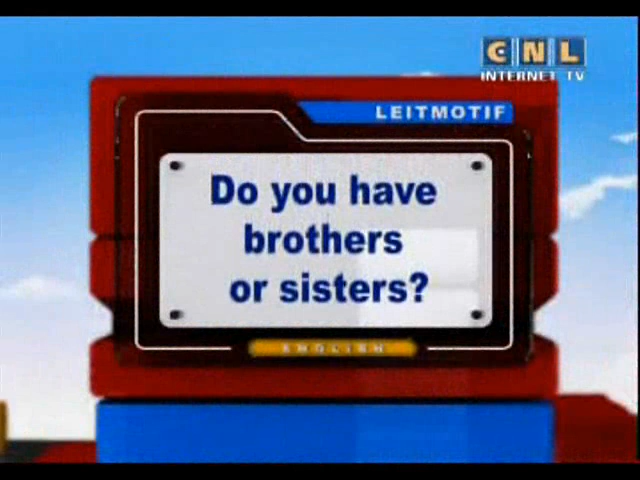 CNL
INTERNET TV
LEITMOTIF
Do you have
brothers
or sisters?
ENGLISH